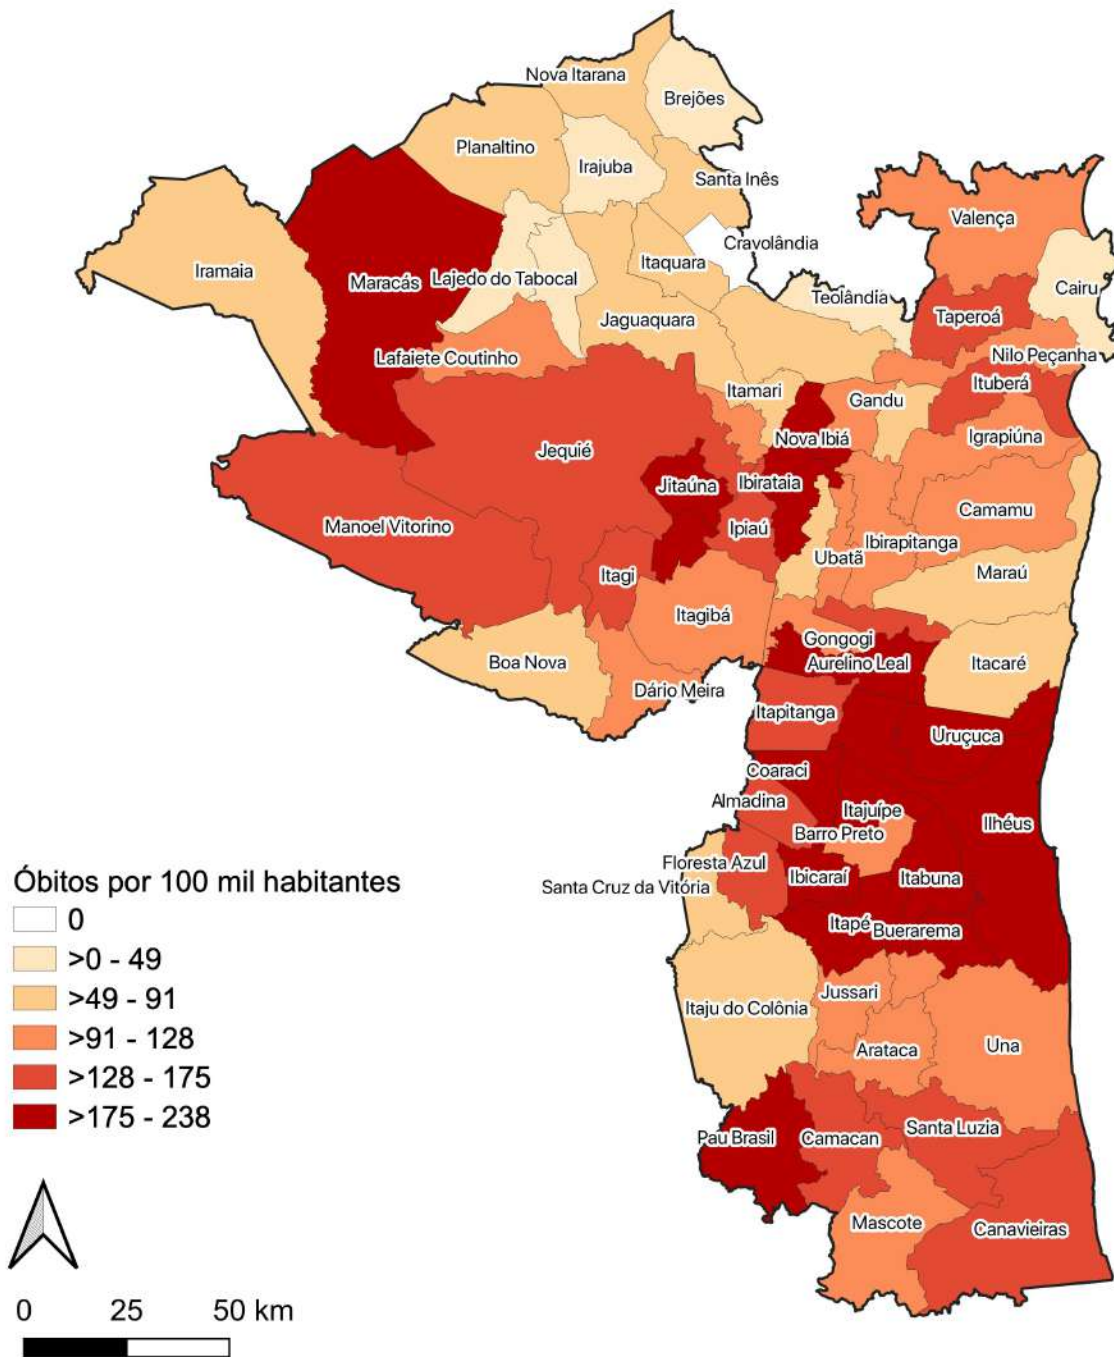 Nova Itarana
Brejões
Planaltino
Irajuba
Santa Inês
Valença
Cravolândia
Iramaia
Maracás
Lajedo do Tabocal
Itaquara
Teolândia
Cairu
Jaguaquara
Taperoá
Lafaiete Coutinho
Nilo Peçanha
Itamari
Gandu
Ituberá
Nova Ibiá
Igrapiúna
Jequié
Jitaúna
Ibirataia
Camamu
Manoel Vitorino
Ipiaú
Ibirapitanga
Ubatã
Itagi
Maraú
Itagibá
Gongogi
Boa Nova
Aurelino Leal
Itacaré
Dário Meira
Itapitanga
Uruçuca
Coaraci
Almadina
Itajuípe
Ilhéus
Barro Preto
Floresta Azul
Ibicaraí
Itabuna
Santa Cruz da Vitória
Itapé
Buerarema
Jussari
Itaju do Colônia
Arataca
Una
Pau Brasil
Camacan
Santa Luzia
Mascote
Canavieiras
Óbitos por 100 mil habitantes
0
>0 - 49
>49 - 91
>91 - 128
>128 - 175
>175 - 238
0 25 50 km